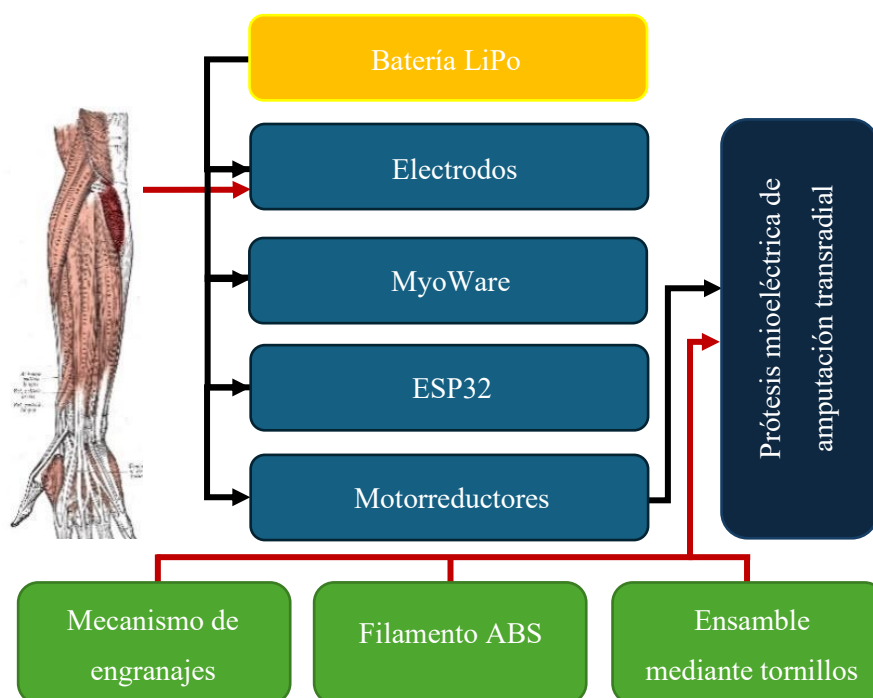 Batería LiPo
Electrodos
MyoWare
ESP32
Motorreductores
Prótesis mioeléctrica de
amputación transradial
Mecanismo de
engranajes
Filamento ABS
Ensamble
mediante tornillos